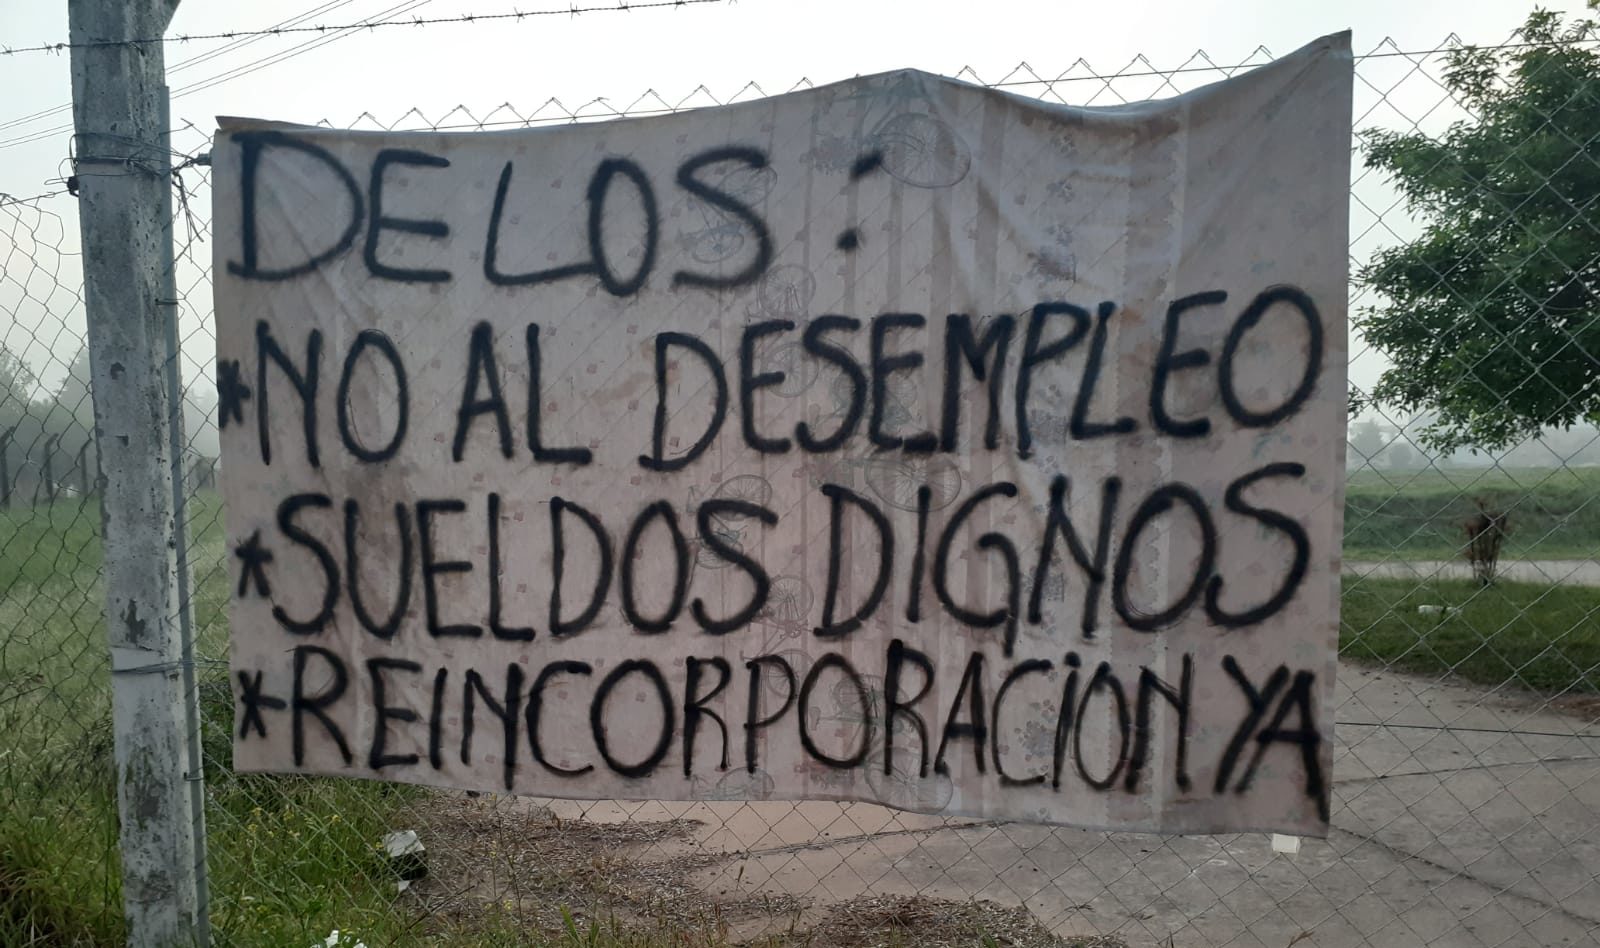 DELOS :
*NO AL DESEMPLEO
*SUELDOS DIGNOS
*REINCORPORACION YA